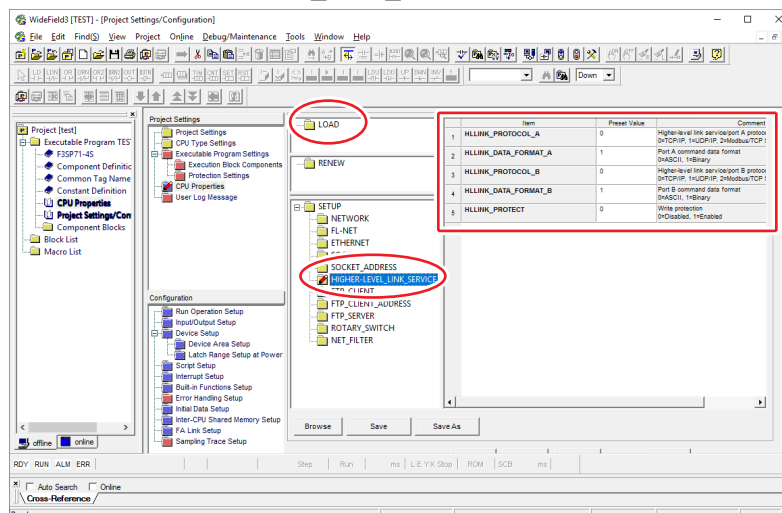 WideField3 [TEST] - [Project Settings/Configuration]
File Edit Find(S) View Project Online Debug/Maintenance Tools Window Help
Down
Project [test]
Executable Program TES
F3SP71-4S
Component Definitic
Common Tag Name
Constant Definition
CPU Properties
Project Settings/Con
Component Blocks
Block List
Macro List
offline online
Project Settings
Project Settings
CPU Type Settings
Executable Program Settings
Execution Block Components
Protection Settings
CPU Properties
User Log Message
Configuration
Run Operation Setup
Input/Output Setup
Device Setup
Device Area Setup
Latch Range Setup at Power
Script Setup
Interrupt Setup
Built-in Functions Setup
Error Handling Setup
Initial Data Setup
Inter-CPU Shared Memory Setup
FA Link Setup
Sampling Trace Setup
LOAD
RENEW
SETUP
NETWORK
FL-NET
ETHERNET
SOCKET_ADDRESS
HIGHER-LEVEL_LINK_SERVICE
FTP_CLIENT
FTP_CLIENT_ADDRESS
FTP_SERVER
ROTARY_SWITCH
NET_FILTER
Browse Save Save As
Item Preset Value Comment
1 HLLINK_PROTOCOL_A 0 Higher-level link service/port A protoco
0=TCP/IP, 1=UDP/IP, 2=Modbus/TCP S
2 HLLINK_DATA_FORMAT_A 1 Port A command data format
0=ASCII, 1=Binary
3 HLLINK_PROTOCOL_B 0 Higher-level link service/port B protoco
0=TCP/IP, 1=UDP/IP, 2=Modbus/TCP S
4 HLLINK_DATA_FORMAT_B 1 Port B command data format
0=ASCII, 1=Binary
5 HLLINK_PROTECT 0 Write protection
0=Disabled, 1=Enabled
RDY RUN ALM ERR Step Run ms L E Y X Stop ROM SCB ms
Auto Search Online
Cross-Reference